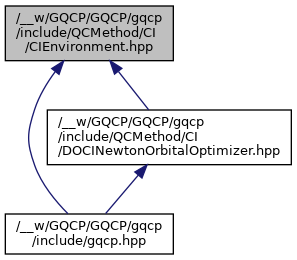 /__w/GQCP/GQCP/gqcp
/include/QCMethod/CI
/CIEnvironment.hpp
/__w/GQCP/GQCP/gqcp
/include/QCMethod/CI
/DOCINewtonOrbitalOptimizer.hpp
/__w/GQCP/GQCP/gqcp
/include/gqcp.hpp